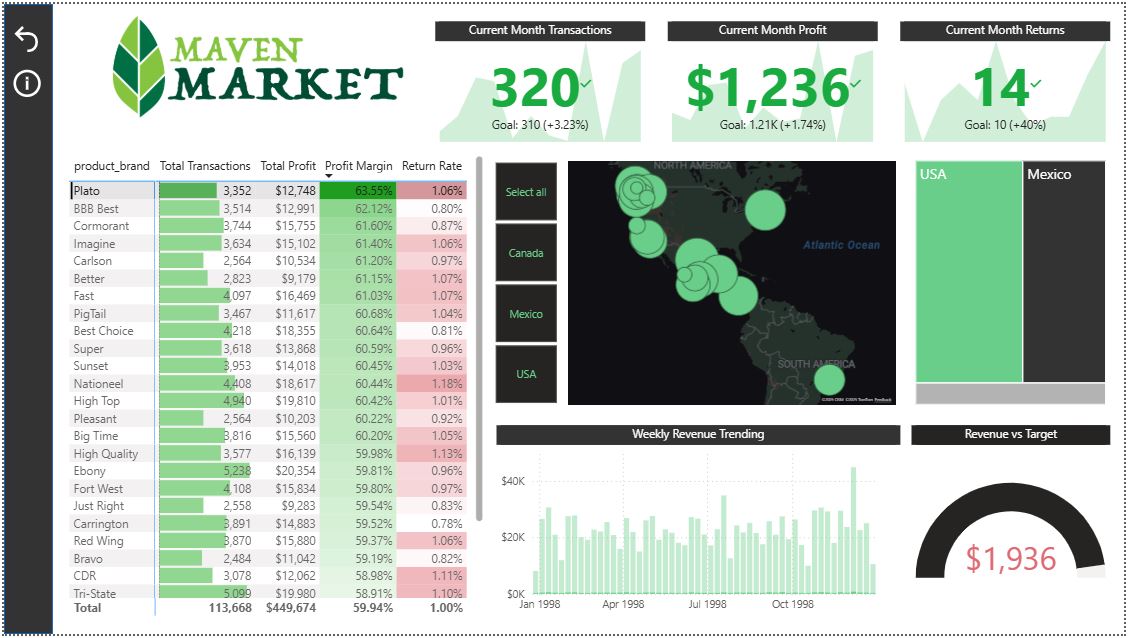 MAVEN
MARKET
Current Month Transactions
320
Goal: 310 (+3.23%)
Current Month Profit
$1,236
Goal: 1.21K (+1.74%)
Current Month Returns
14
Goal: 10 (+40%)
product_brand Total Transactions Total Profit Profit Margin Return Rate
Plato 3,352 $12,748 63.55% 1.06%
BBB Best 3,514 $12,991 62.12% 0.80%
Cormorant 3,744 $15,755 61.60% 0.87%
Imagine 3,634 $15,102 61.40% 1.06%
Carlson 2,564 $10,534 61.20% 0.97%
Better 2,823 $9,179 61.15% 1.07%
Fast 4,097 $16,469 61.03% 1.07%
PigTail 3,467 $11,617 60.68% 1.04%
Best Choice 4,218 $18,355 60.64% 0.81%
Super 3,618 $13,868 60.59% 0.96%
Sunset 3,953 $14,018 60.45% 1.03%
Nationeel 4,408 $18,617 60.44% 1.18%
High Top 4,940 $19,810 60.42% 1.01%
Pleasant 2,564 $10,203 60.22% 0.92%
Big Time 3,816 $15,560 60.20% 1.05%
High Quality 3,577 $16,139 59.98% 1.13%
Ebony 5,238 $20,354 59.81% 0.96%
Fort West 4,108 $15,834 59.80% 0.97%
Just Right 2,558 $9,283 59.54% 0.83%
Carrington 3,891 $14,883 59.52% 0.78%
Red Wing 3,870 $15,880 59.37% 1.06%
Bravo 2,484 $11,042 59.19% 0.82%
CDR 3,078 $12,062 58.98% 1.11%
Tri-State 5,099 $19,980 58.91% 1.10%
Total 113,668 $449,674 59.94% 1.00%
Select all
Canada
Mexico
USA
NORTH AMERICA
Atlantic Ocean
SOUTH AMERICA
USA
Mexico
Weekly Revenue Trending
$40K
$20K
$0K
Jan 1998 Apr 1998 Jul 1998 Oct 1998
Revenue vs Target
$1,936